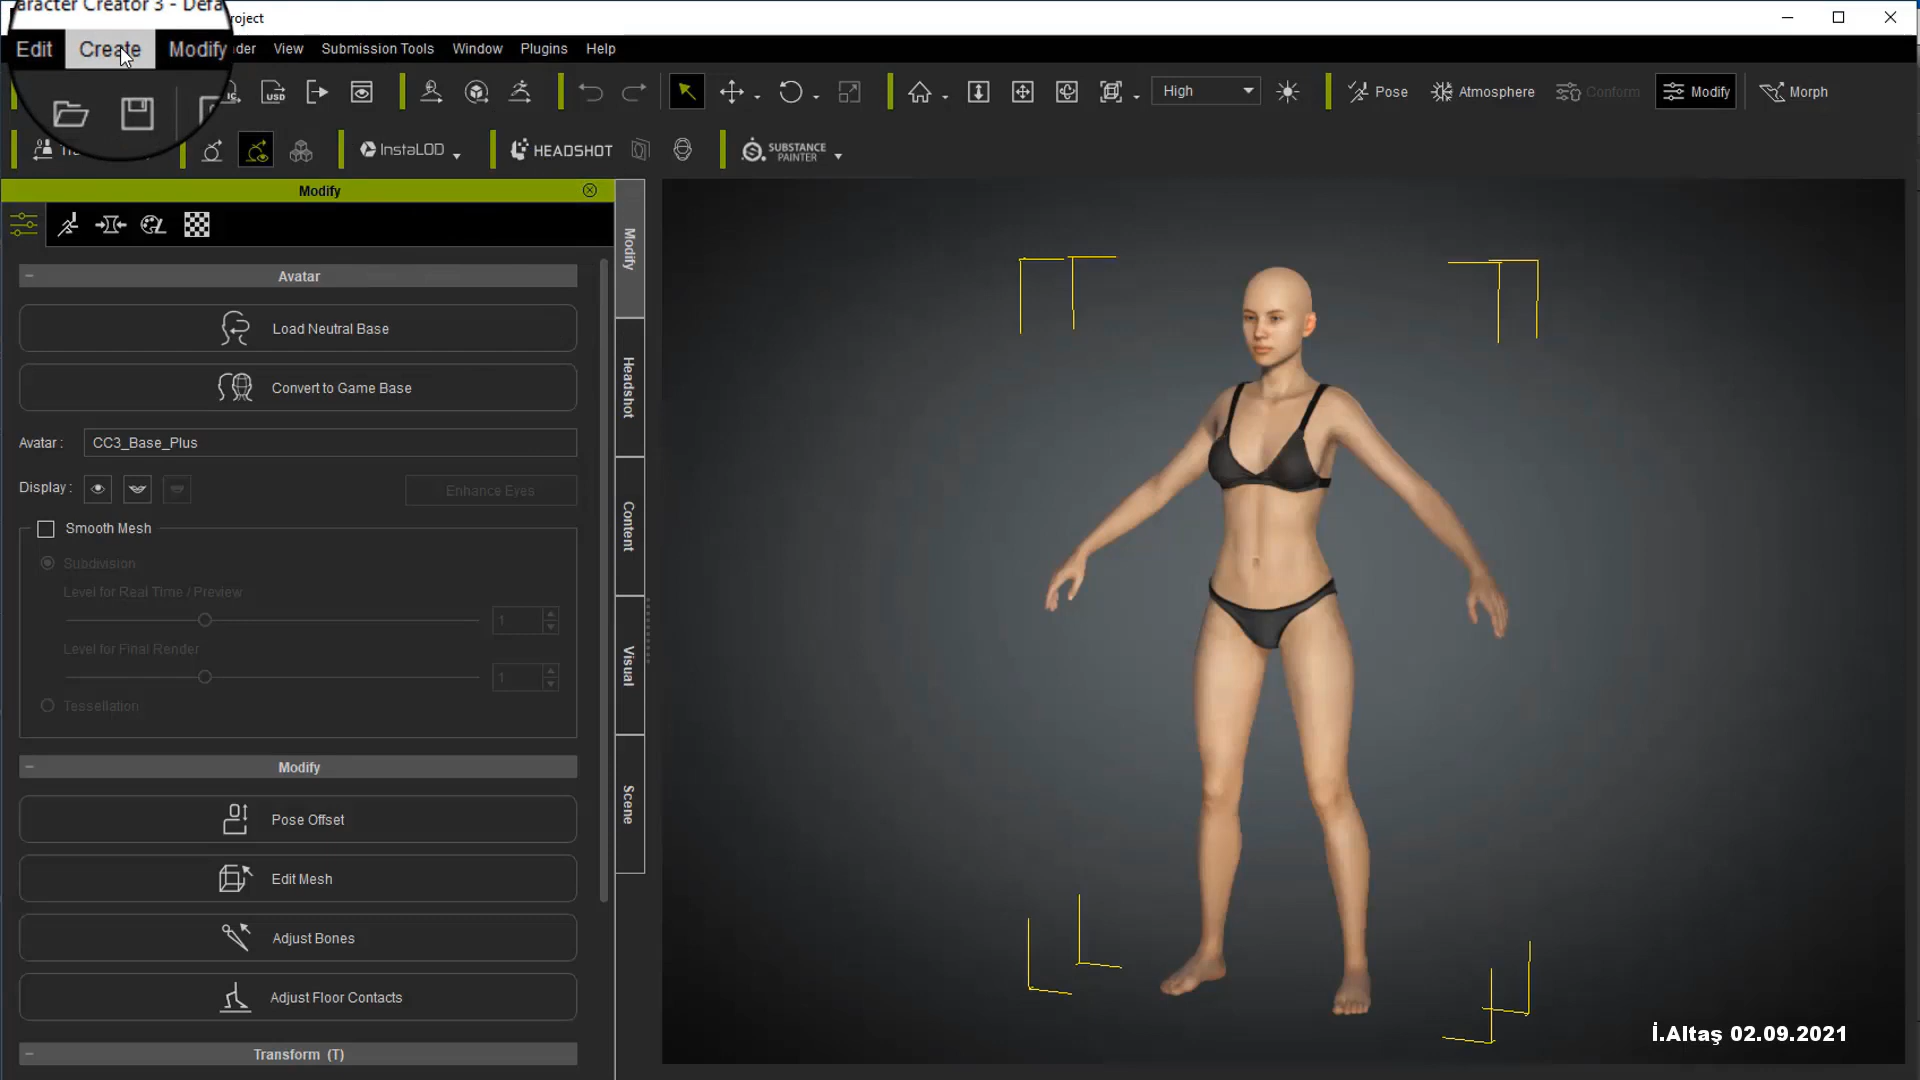 aracter Creator 3 - Defa
roject
Edit Create Modify der View Submission Tools Window Plugins Help
USD High Pose Atmosphere Conform Modify Morph
InstaLOD HEADSHOT SUBSTANCE PAINTER
Modify
Avatar
Load Neutral Base
Convert to Game Base
Avatar : CC3_Base_Plus
Display : Enhance Eyes
Smooth Mesh
Subdivision
Level for Real Time / Preview
1
Level for Final Render
1
Tessellation
Modify
Pose Offset
Edit Mesh
Adjust Bones
Adjust Floor Contacts
Transform (T)
Modify
Headshot
Content
Visual
Scene
İ.Altaş 02.09.2021